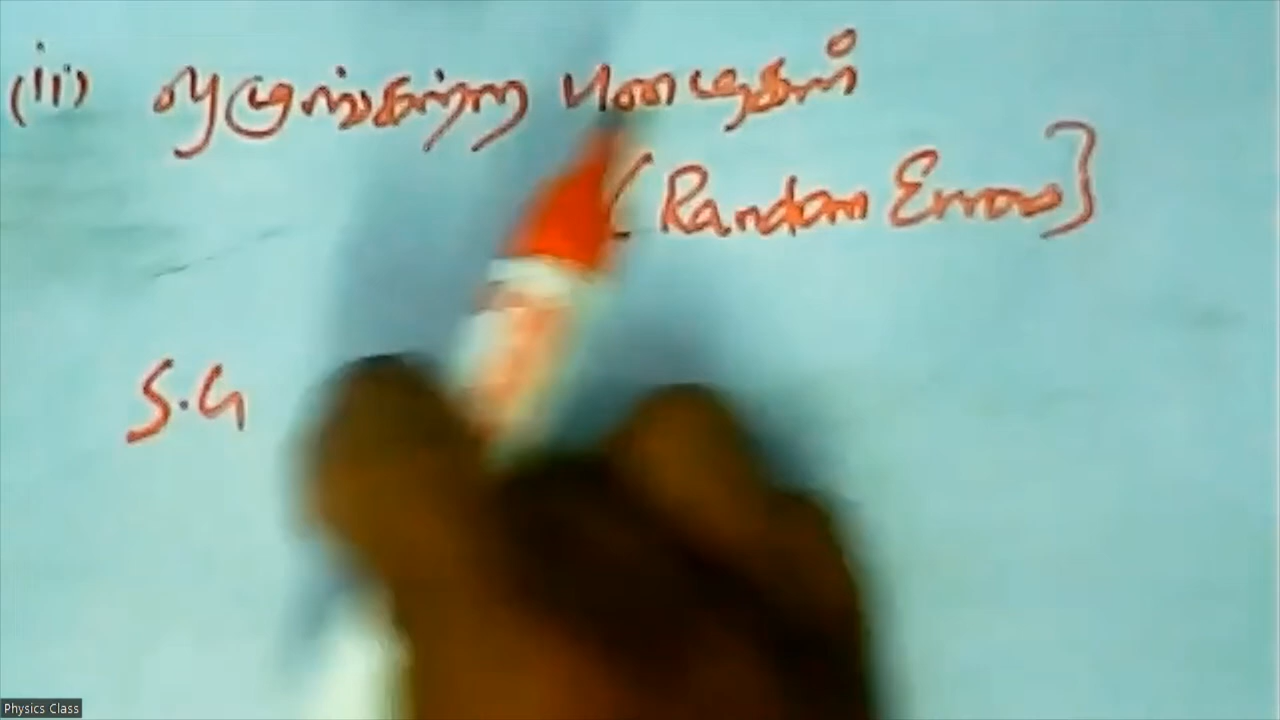 (ii) ஒழுங்கற்ற பிழைகள்
(Random Errors}
S.G
Physics Class